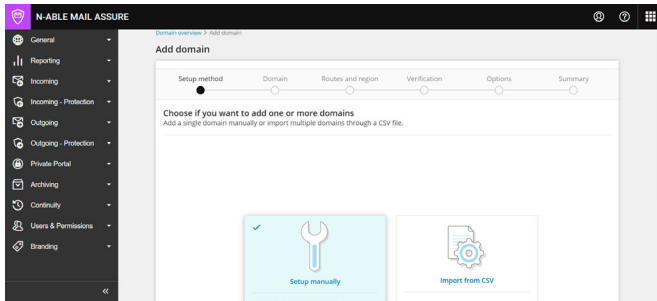 N-ABLE MAIL ASSURE
General
Reporting
Incoming
Incoming - Protection
Outgoing
Outgoing - Protection
Private Portal
Archiving
Continuity
Users & Permissions
Branding
Domain overview > Add domain
Add domain
Setup method Domain Routes and region Verification Options Summary
Choose if you want to add one or more domains
Add a single domain manually or import multiple domains through a CSV file.
Setup manually Import from CSV